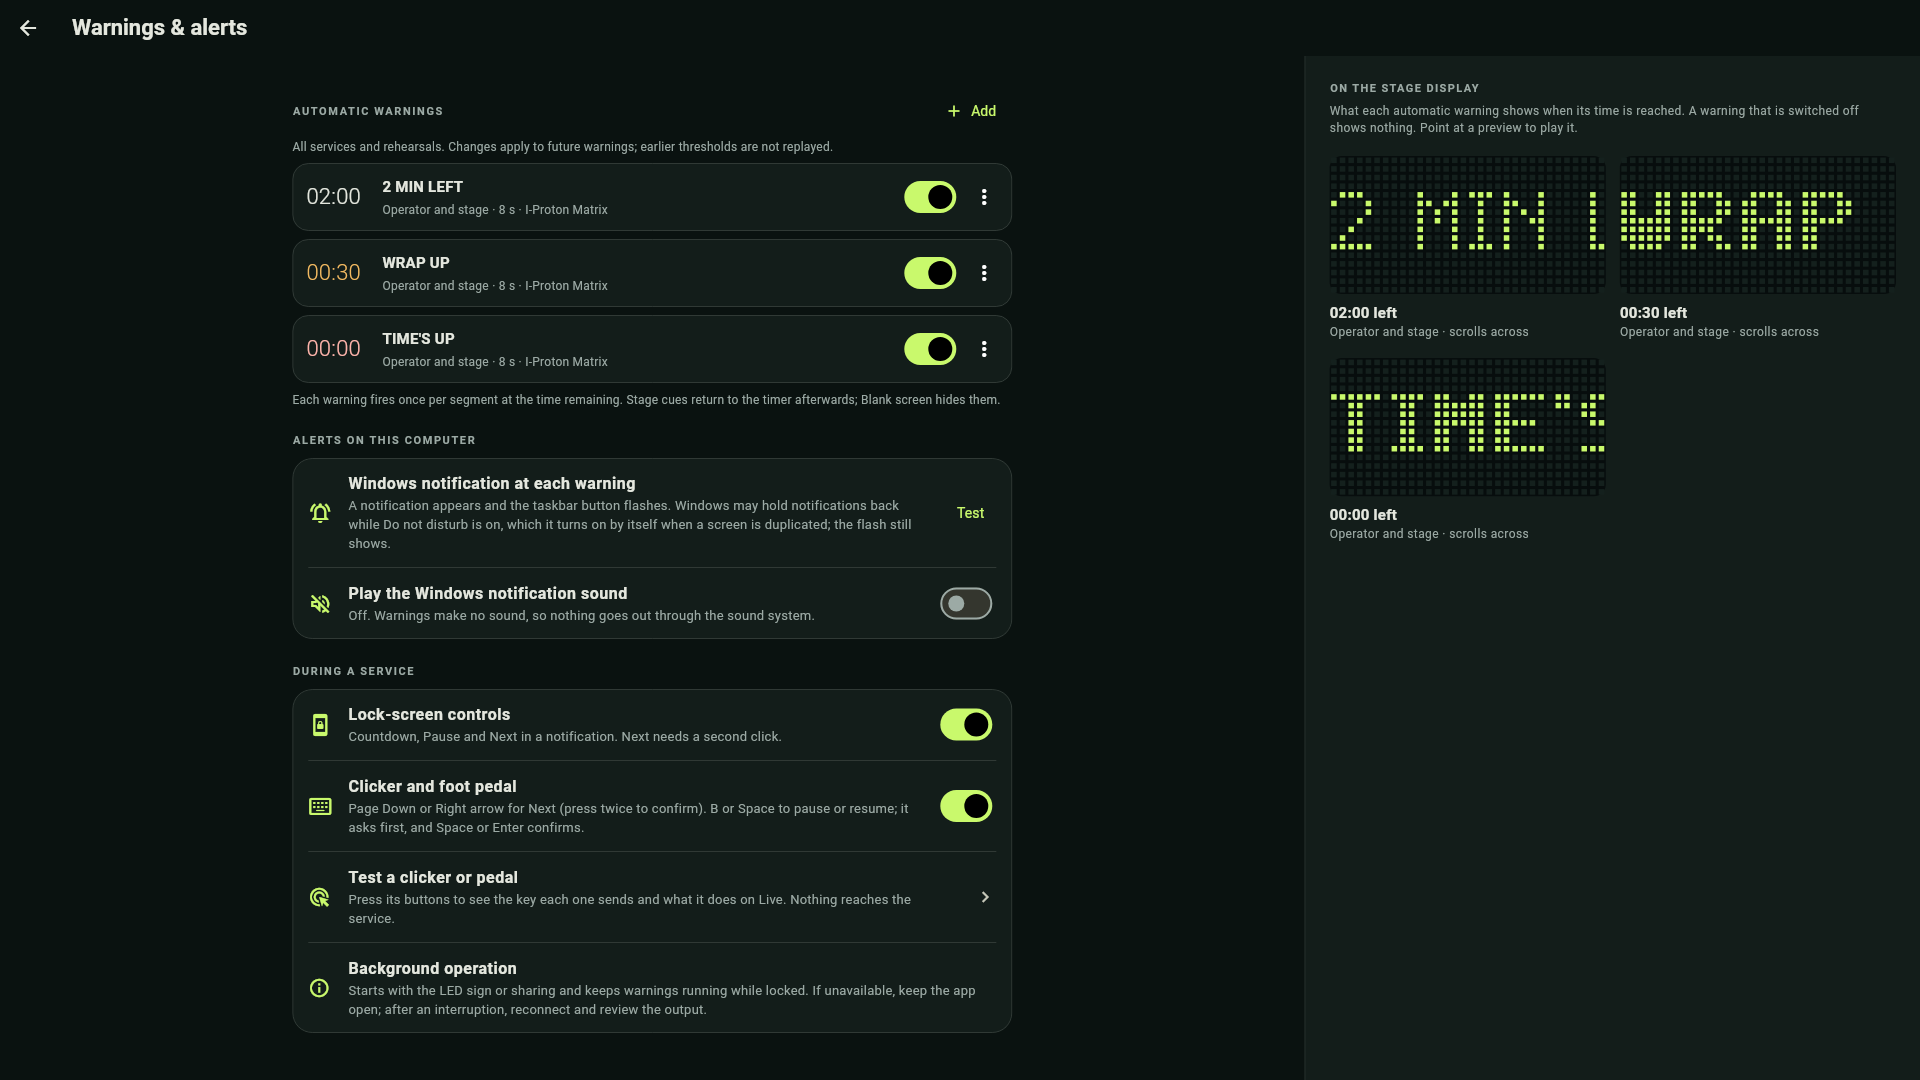 Warnings & alerts
AUTOMATIC WARNINGS
Add
All services and rehearsals. Changes apply to future warnings; earlier thresholds are not replayed.
02:00
2 MIN LEFT
Operator and stage · 8 s · I-Proton Matrix
00:30
WRAP UP
Operator and stage · 8 s · I-Proton Matrix
00:00
TIME'S UP
Operator and stage · 8 s · I-Proton Matrix
Each warning fires once per segment at the time remaining. Stage cues return to the timer afterwards; Blank screen hides them.
ALERTS ON THIS COMPUTER
Windows notification at each warning
A notification appears and the taskbar button flashes. Windows may hold notifications back
while Do not disturb is on, which it turns on by itself when a screen is duplicated; the flash still
shows.
Test
Play the Windows notification sound
Off. Warnings make no sound, so nothing goes out through the sound system.
DURING A SERVICE
Lock-screen controls
Countdown, Pause and Next in a notification. Next needs a second click.
Clicker and foot pedal
Page Down or Right arrow for Next (press twice to confirm). B or Space to pause or resume; it
asks first, and Space or Enter confirms.
Test a clicker or pedal
Press its buttons to see the key each one sends and what it does on Live. Nothing reaches the
service.
Background operation
Starts with the LED sign or sharing and keeps warnings running while locked. If unavailable, keep the app
open; after an interruption, reconnect and review the output.
ON THE STAGE DISPLAY
What each automatic warning shows when its time is reached. A warning that is switched off
shows nothing. Point at a preview to play it.
2 MIN L
02:00 left
Operator and stage · scrolls across
WRAP
00:30 left
Operator and stage · scrolls across
TIME'S
00:00 left
Operator and stage · scrolls across